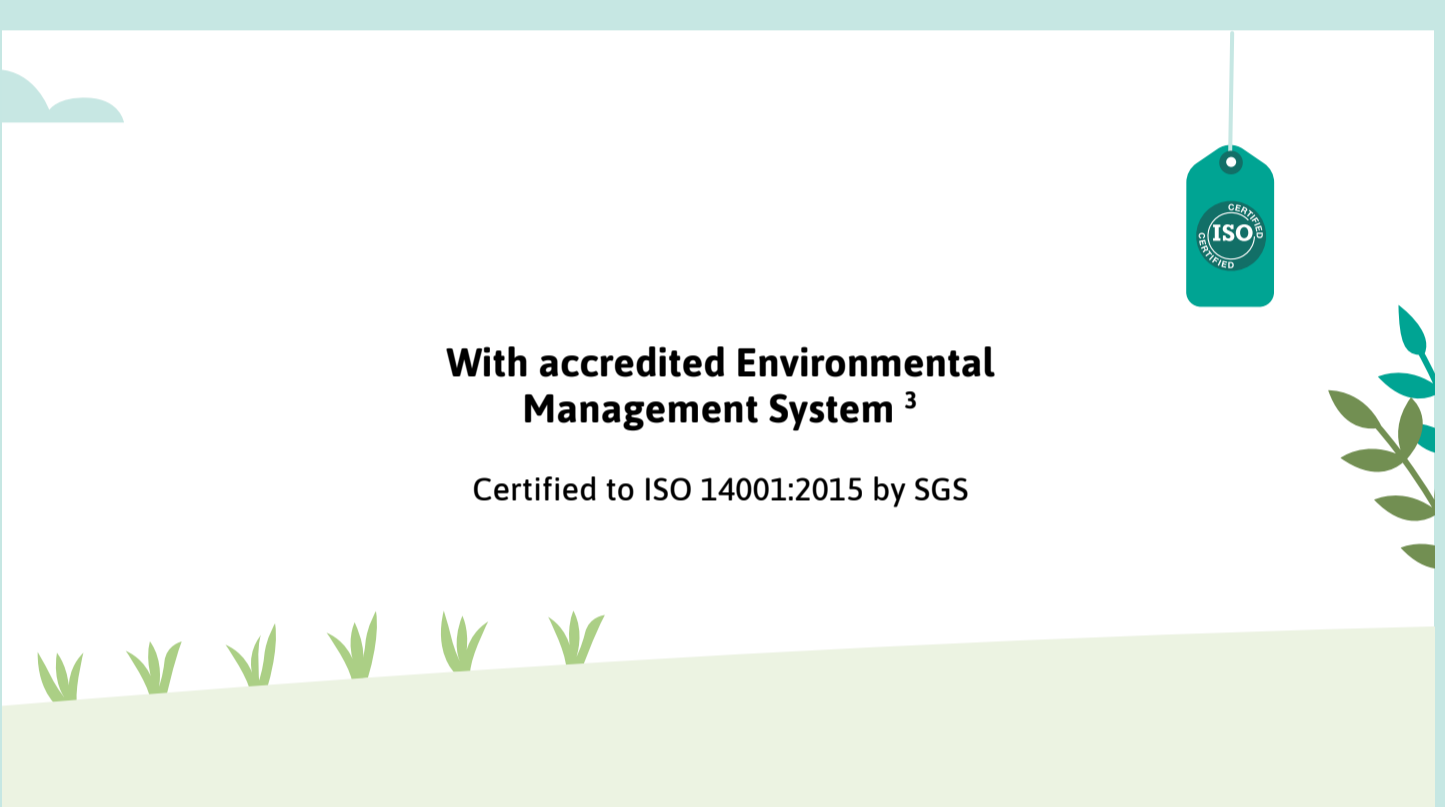 CERTIFIED
ISO
CERTIFIED
With accredited Environmental
Management System ³
Certified to ISO 14001:2015 by SGS